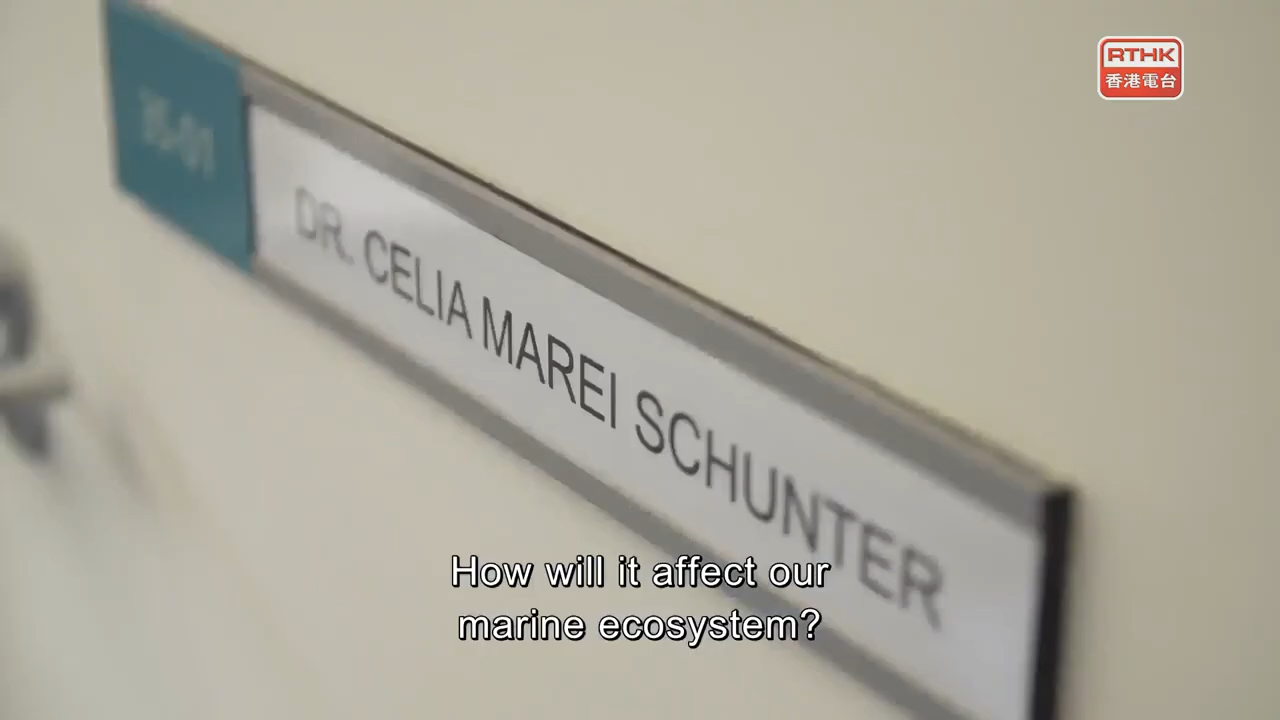 RTHK
香港電台
DR. CELIA MAREI SCHUNTER
How will it affect our
marine ecosystem?